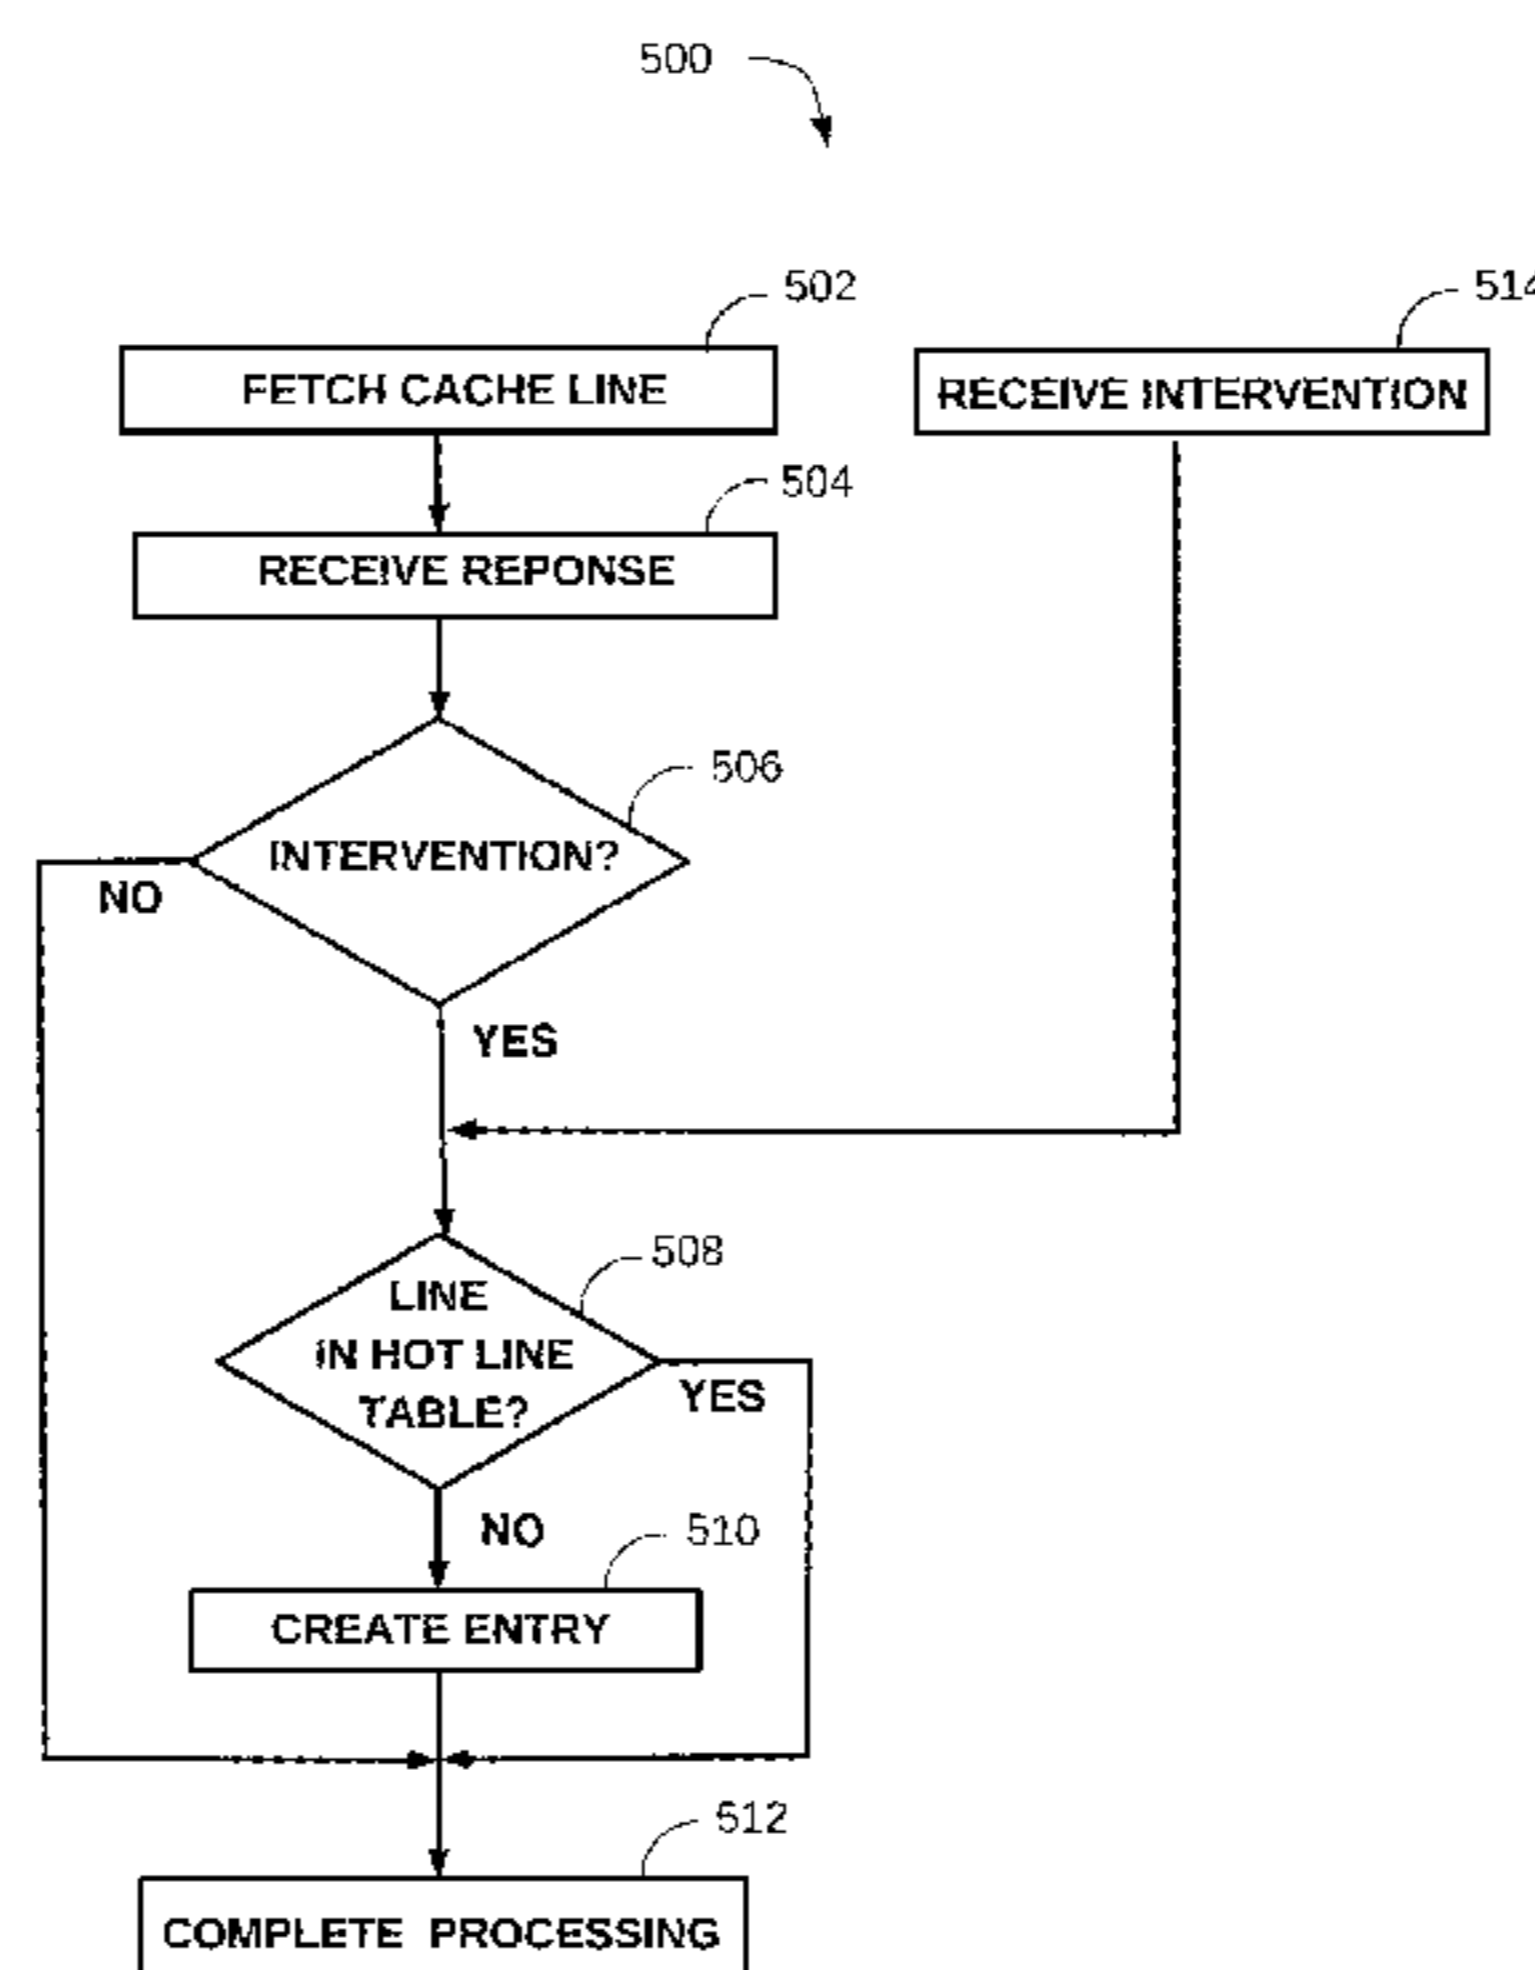 500
502
514
FETCH CACHE LINE
RECEIVE INTERVENTION
504
RECEIVE REPONSE
506
INTERVENTION?
NO
YES
508
LINE
IN HOT LINE
TABLE?
YES
NO
510
CREATE ENTRY
512
COMPLETE PROCESSING